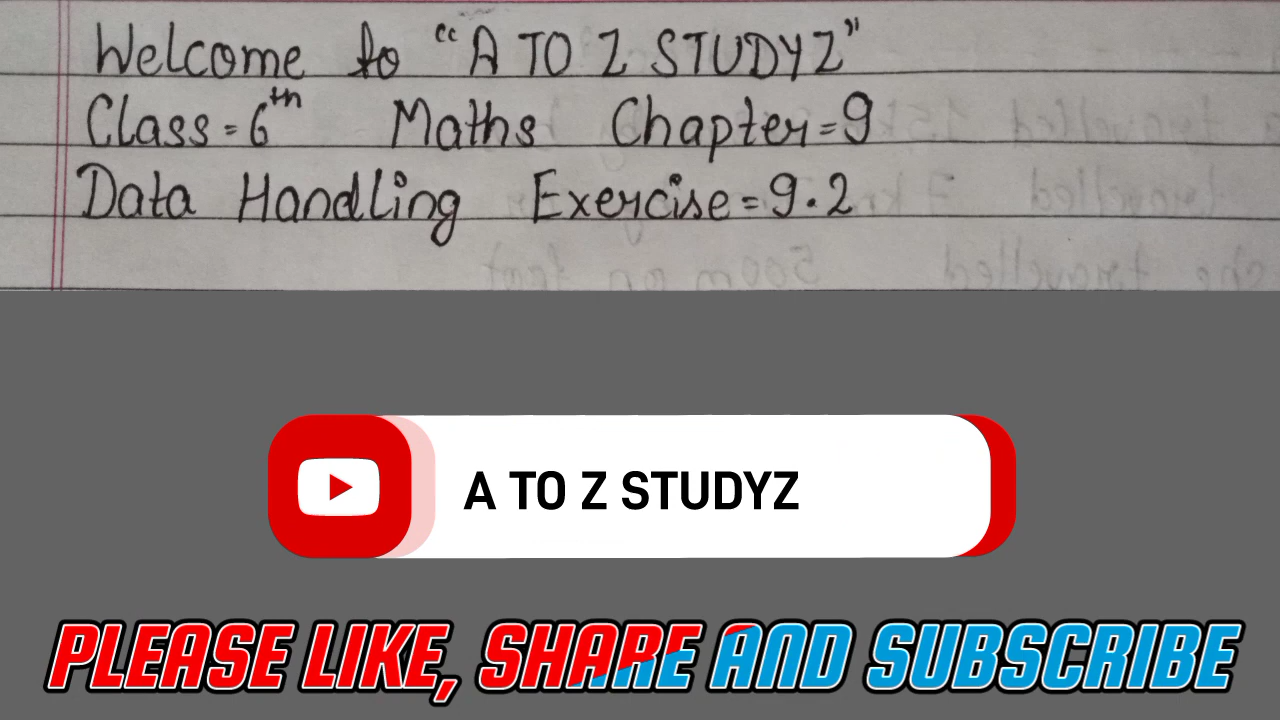 Welcome to “A TO Z STUDYZ”
Class = 6th Maths Chapter = 9
Data Handling Exercise = 9.2
A TO Z STUDYZ
PLEASE LIKE, SHARE AND SUBSCRIBE